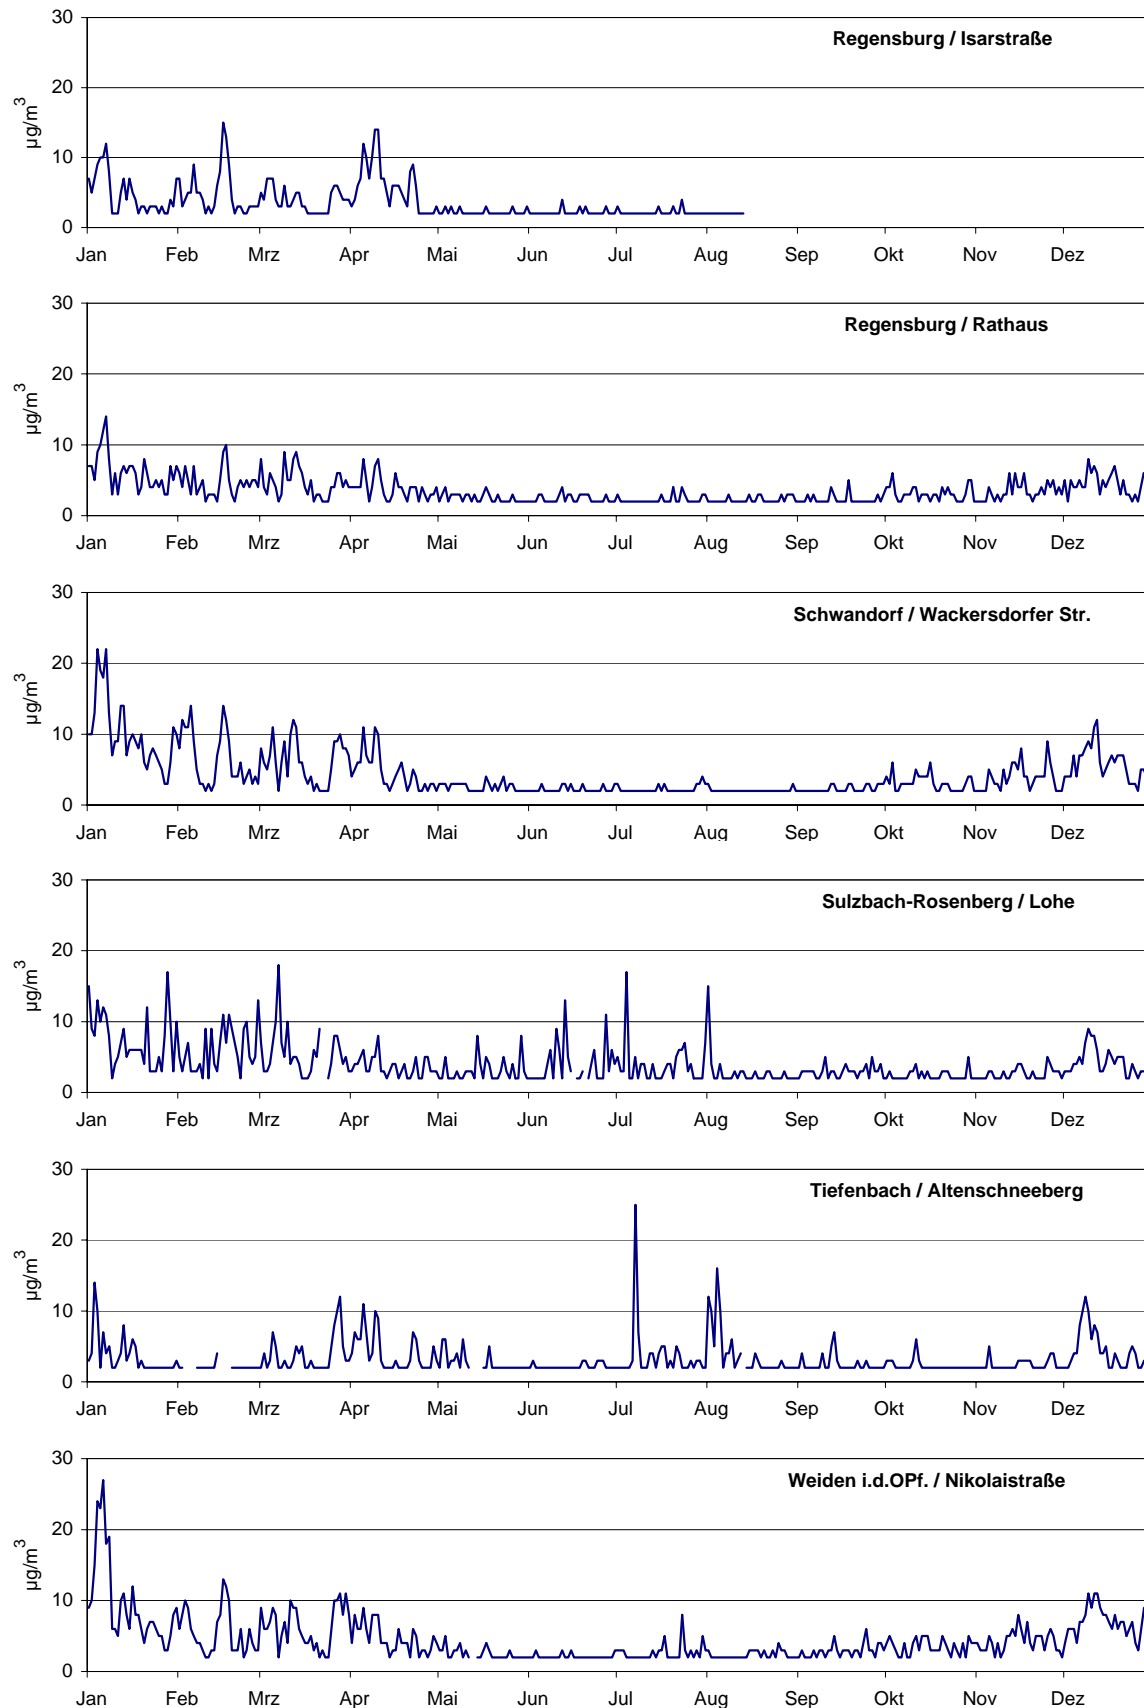 Regensburg / Isarstraße
µg/m³
30
20
10
0
Jan Feb Mrz Apr Mai Jun Jul Aug Sep Okt Nov Dez
Regensburg / Rathaus
µg/m³
30
20
10
0
Jan Feb Mrz Apr Mai Jun Jul Aug Sep Okt Nov Dez
Schwandorf / Wackersdorfer Str.
µg/m³
30
20
10
0
Jan Feb Mrz Apr Mai Jun Jul Aug Sep Okt Nov Dez
Sulzbach-Rosenberg / Lohe
µg/m³
30
20
10
0
Jan Feb Mrz Apr Mai Jun Jul Aug Sep Okt Nov Dez
Tiefenbach / Altenschneeberg
µg/m³
30
20
10
0
Jan Feb Mrz Apr Mai Jun Jul Aug Sep Okt Nov Dez
Weiden i.d.OPf. / Nikolaistraße
µg/m³
30
20
10
0
Jan Feb Mrz Apr Mai Jun Jul Aug Sep Okt Nov Dez